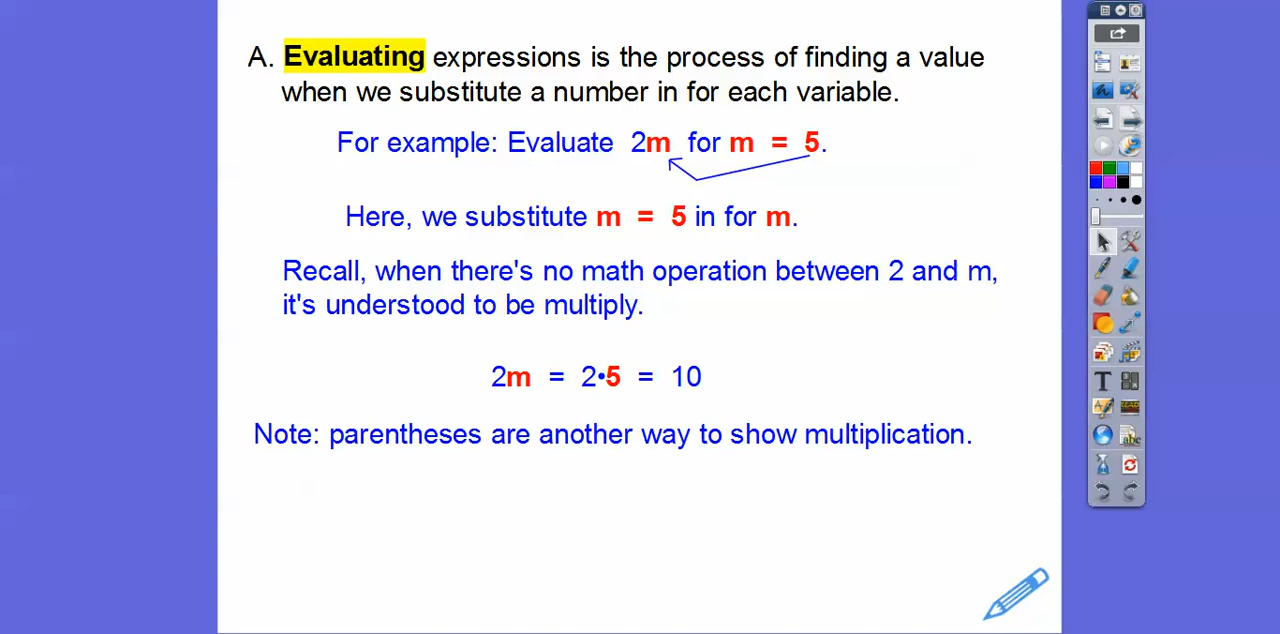 A. Evaluating expressions is the process of finding a value
when we substitute a number in for each variable.
For example: Evaluate 2m for m = 5.
Here, we substitute m = 5 in for m.
Recall, when there's no math operation between 2 and m,
it's understood to be multiply.
2m = 2•5 = 10
Note: parentheses are another way to show multiplication.